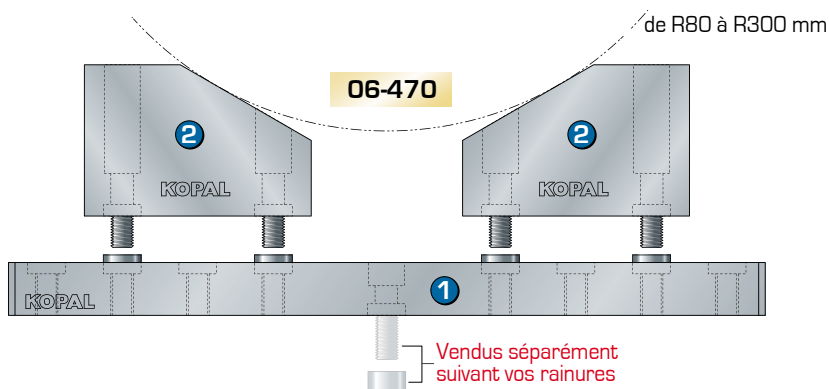 de R80 à R300 mm
06-470
2
2
KOPAL
KOPAL
1
KOPAL
Vendus séparément
suivant vos rainures